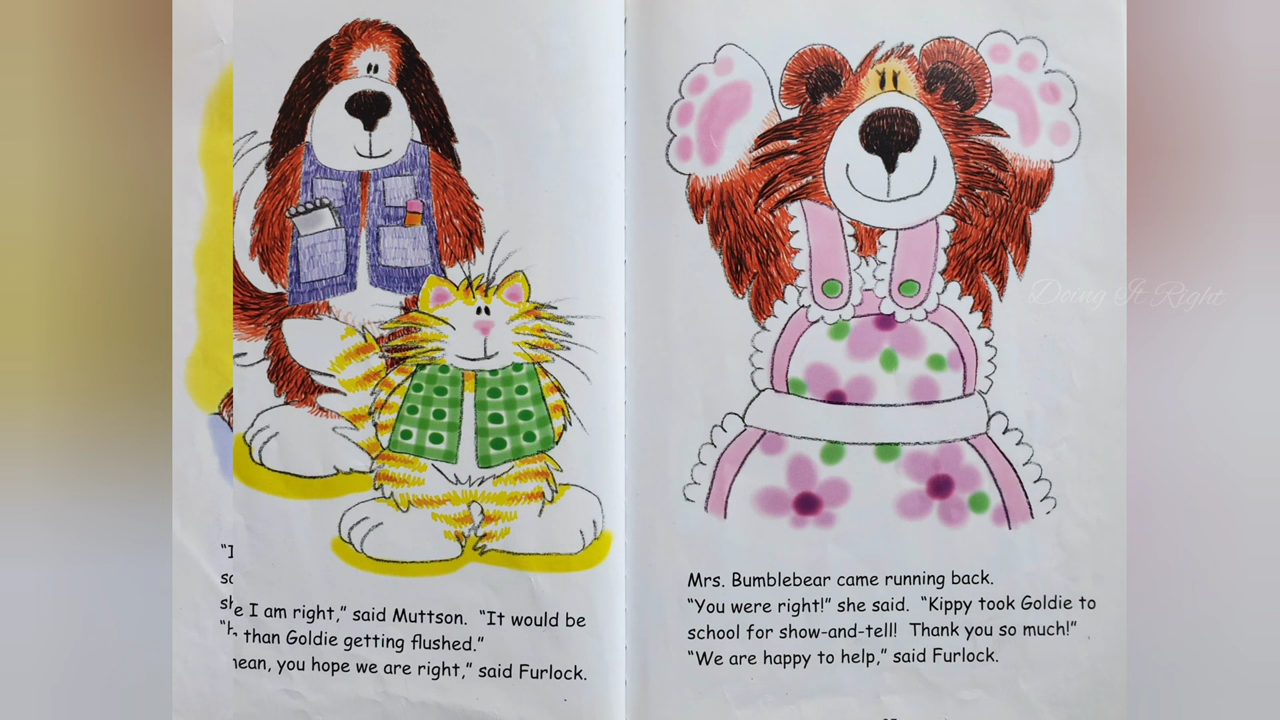 "I
sc
sh
"h
e I am right," said Muttson. "It would be
than Goldie getting flushed."
nean, you hope we are right," said Furlock.
Doing It Right
Mrs. Bumblebear came running back.
"You were right!" she said. "Kippy took Goldie to
school for show-and-tell! Thank you so much!"
"We are happy to help," said Furlock.